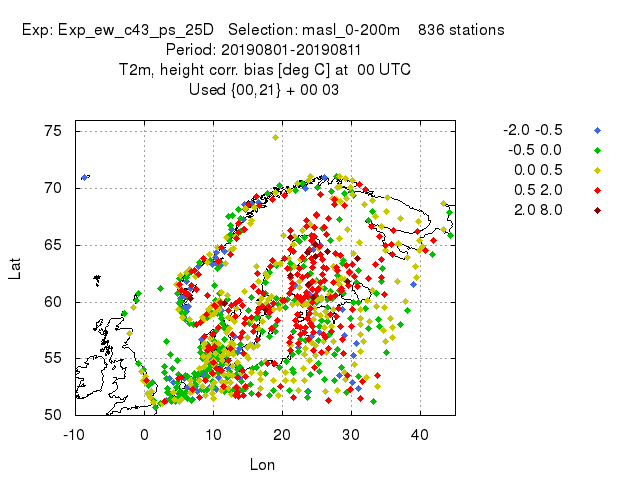 Exp: Exp_ew_c43_ps_25D Selection: masl_0-200m 836 stations
Period: 20190801-20190811
T2m, height corr. bias [deg C] at 00 UTC
Used {00,21} + 00 03
-2.0 -0.5
-0.5 0.0
0.0 0.5
0.5 2.0
2.0 8.0
75
70
65
60
55
50
Lat
-10 0 10 20 30 40
Lon